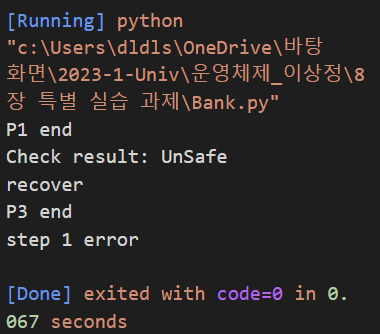 [Running] python
"c:\Users\dldls\OneDrive\바탕
화면\2023-1-Univ\운영체제_이상정\8
장 특별 실습 과제\Bank.py"
P1 end
Check result: UnSafe
recover
P3 end
step 1 error
[Done] exited with code=0 in 0.
067 seconds